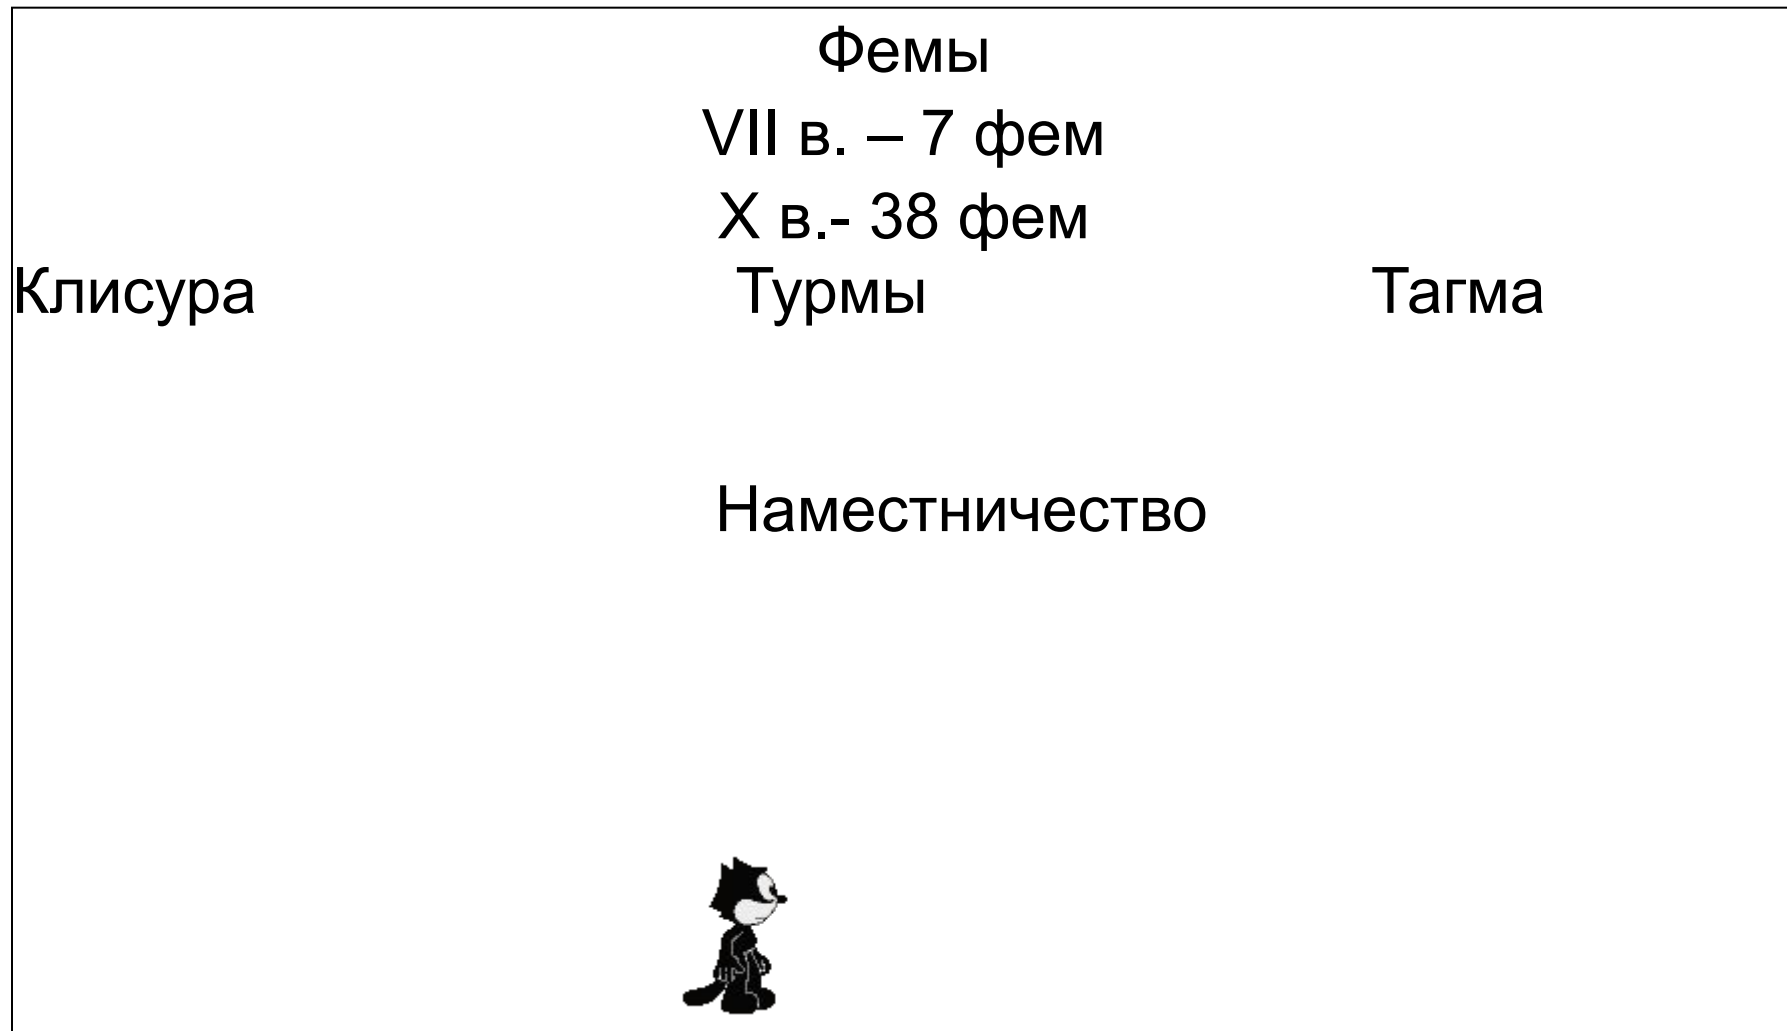 Фемы
VII в. – 7 фем
X в.- 38 фем
Клисура Турмы Тагма
Наместничество